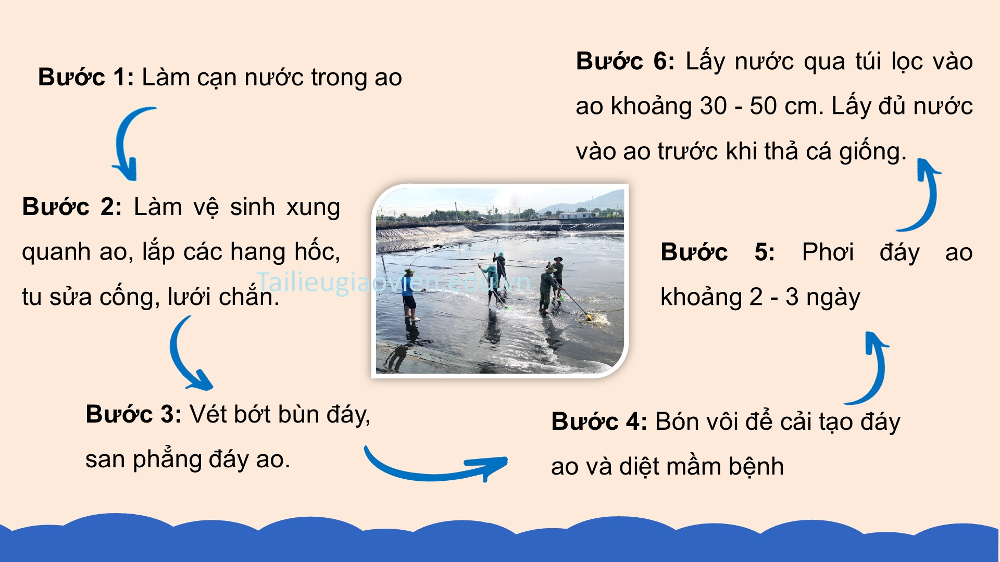 Bước 1: Làm cạn nước trong ao
Bước 2: Làm vệ sinh xung
quanh ao, lắp các hang hốc,
tu sửa cống, lưới chắn.
Bước 3: Vét bớt bùn đáy,
san phẳng đáy ao.
Bước 4: Bón vôi để cải tạo đáy
ao và diệt mầm bệnh
Bước 5: Phơi đáy ao
khoảng 2 - 3 ngày
Bước 6: Lấy nước qua túi lọc vào
ao khoảng 30 - 50 cm. Lấy đủ nước
vào ao trước khi thả cá giống.
Tailieugiaovien.edu.vn